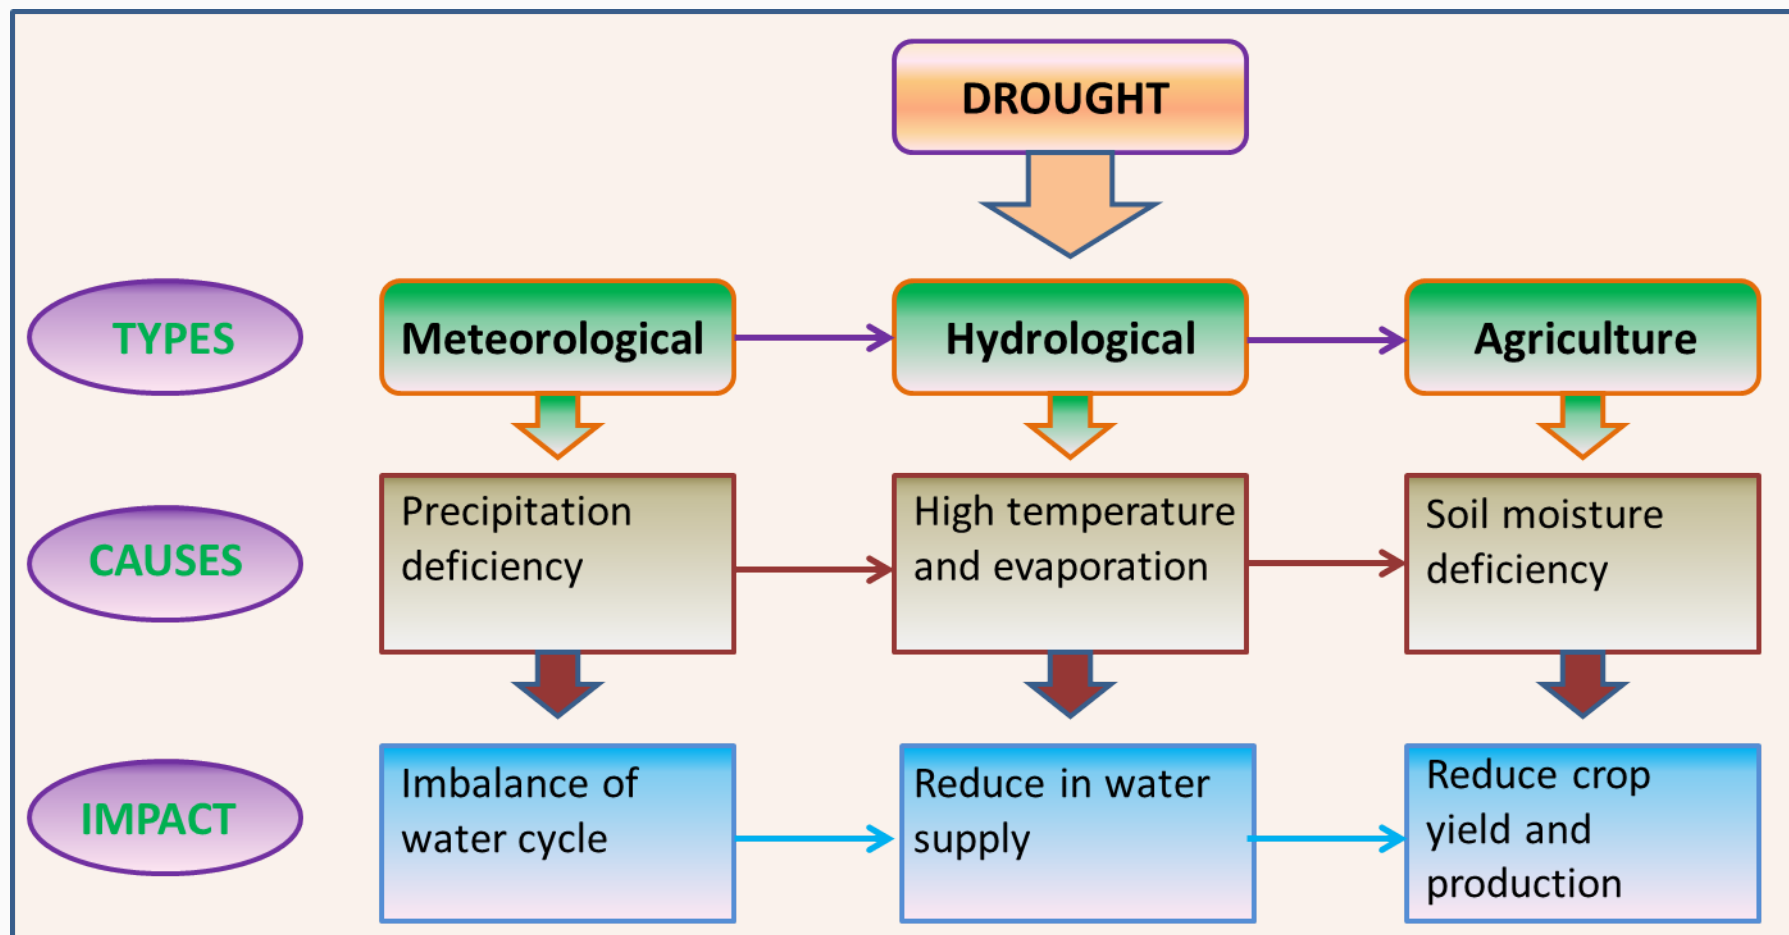 DROUGHT
TYPES
Meteorological
Hydrological
Agriculture
CAUSES
Precipitation
deficiency
High temperature
and evaporation
Soil moisture
deficiency
IMPACT
Imbalance of
water cycle
Reduce in water
supply
Reduce crop
yield and
production